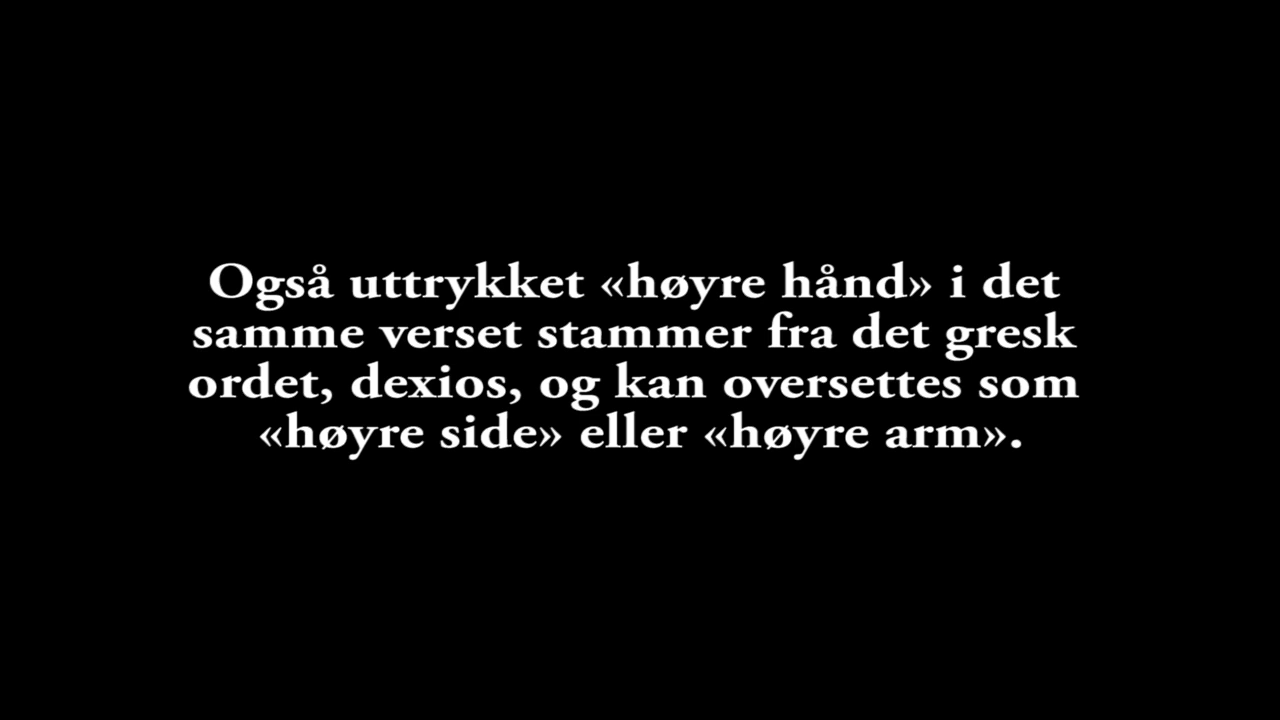 Også uttrykket «høyre hånd» i det
samme verset stammer fra det gresk
ordet, dexios, og kan oversettes som
«høyre side» eller «høyre arm».